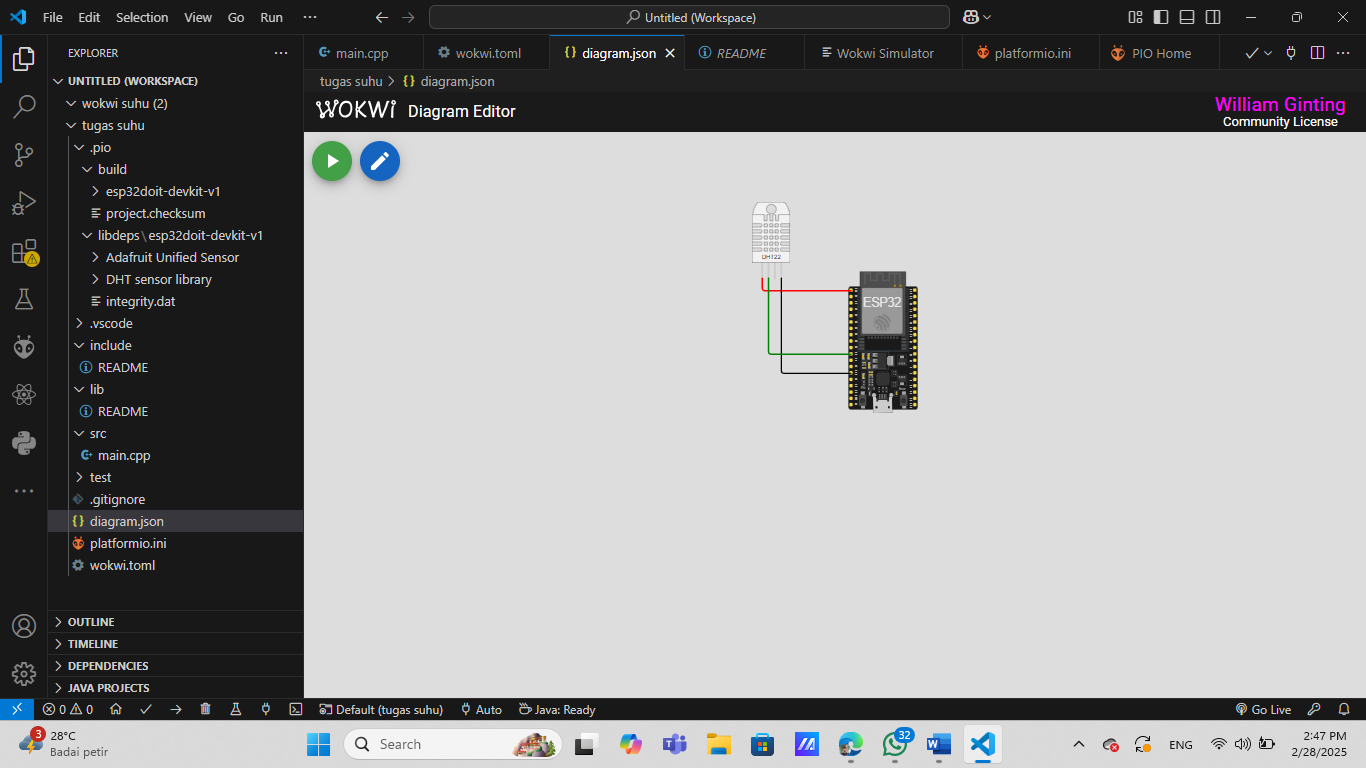 File Edit Selection View Go Run ··· Untitled (Workspace)
EXPLORER ···
main.cpp wokwi.toml diagram.json README Wokwi Simulator platformio.ini PIO Home
tugas suhu > diagram.json
WOKWI Diagram Editor
William Ginting
Community License
UNTITLED (WORKSPACE)
wokwi suhu (2)
tugas suhu
.pio
build
esp32doit-devkit-v1
project.checksum
libdeps\esp32doit-devkit-v1
Adafruit Unified Sensor
DHT sensor library
integrity.dat
.vscode
include
README
lib
README
src
main.cpp
test
.gitignore
diagram.json
platformio.ini
wokwi.toml
DHT22
ESP32
OUTLINE
TIMELINE
DEPENDENCIES
JAVA PROJECTS
0 0 Default (tugas suhu) Auto Java: Ready Go Live
3
28°C
Badai petir
Search
32
ENG
2:47 PM
2/28/2025